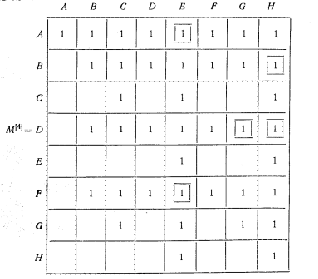 A B C D E F G H
A 1 1 1 1 1 1 1 1
B 1 1 1 1 1 1 1
C 1 1 1
M[4] = D 1 1 1 1 1 1 1
E 1 1
F 1 1 1 1 1 1 1
G 1 1 1 1
H 1 1